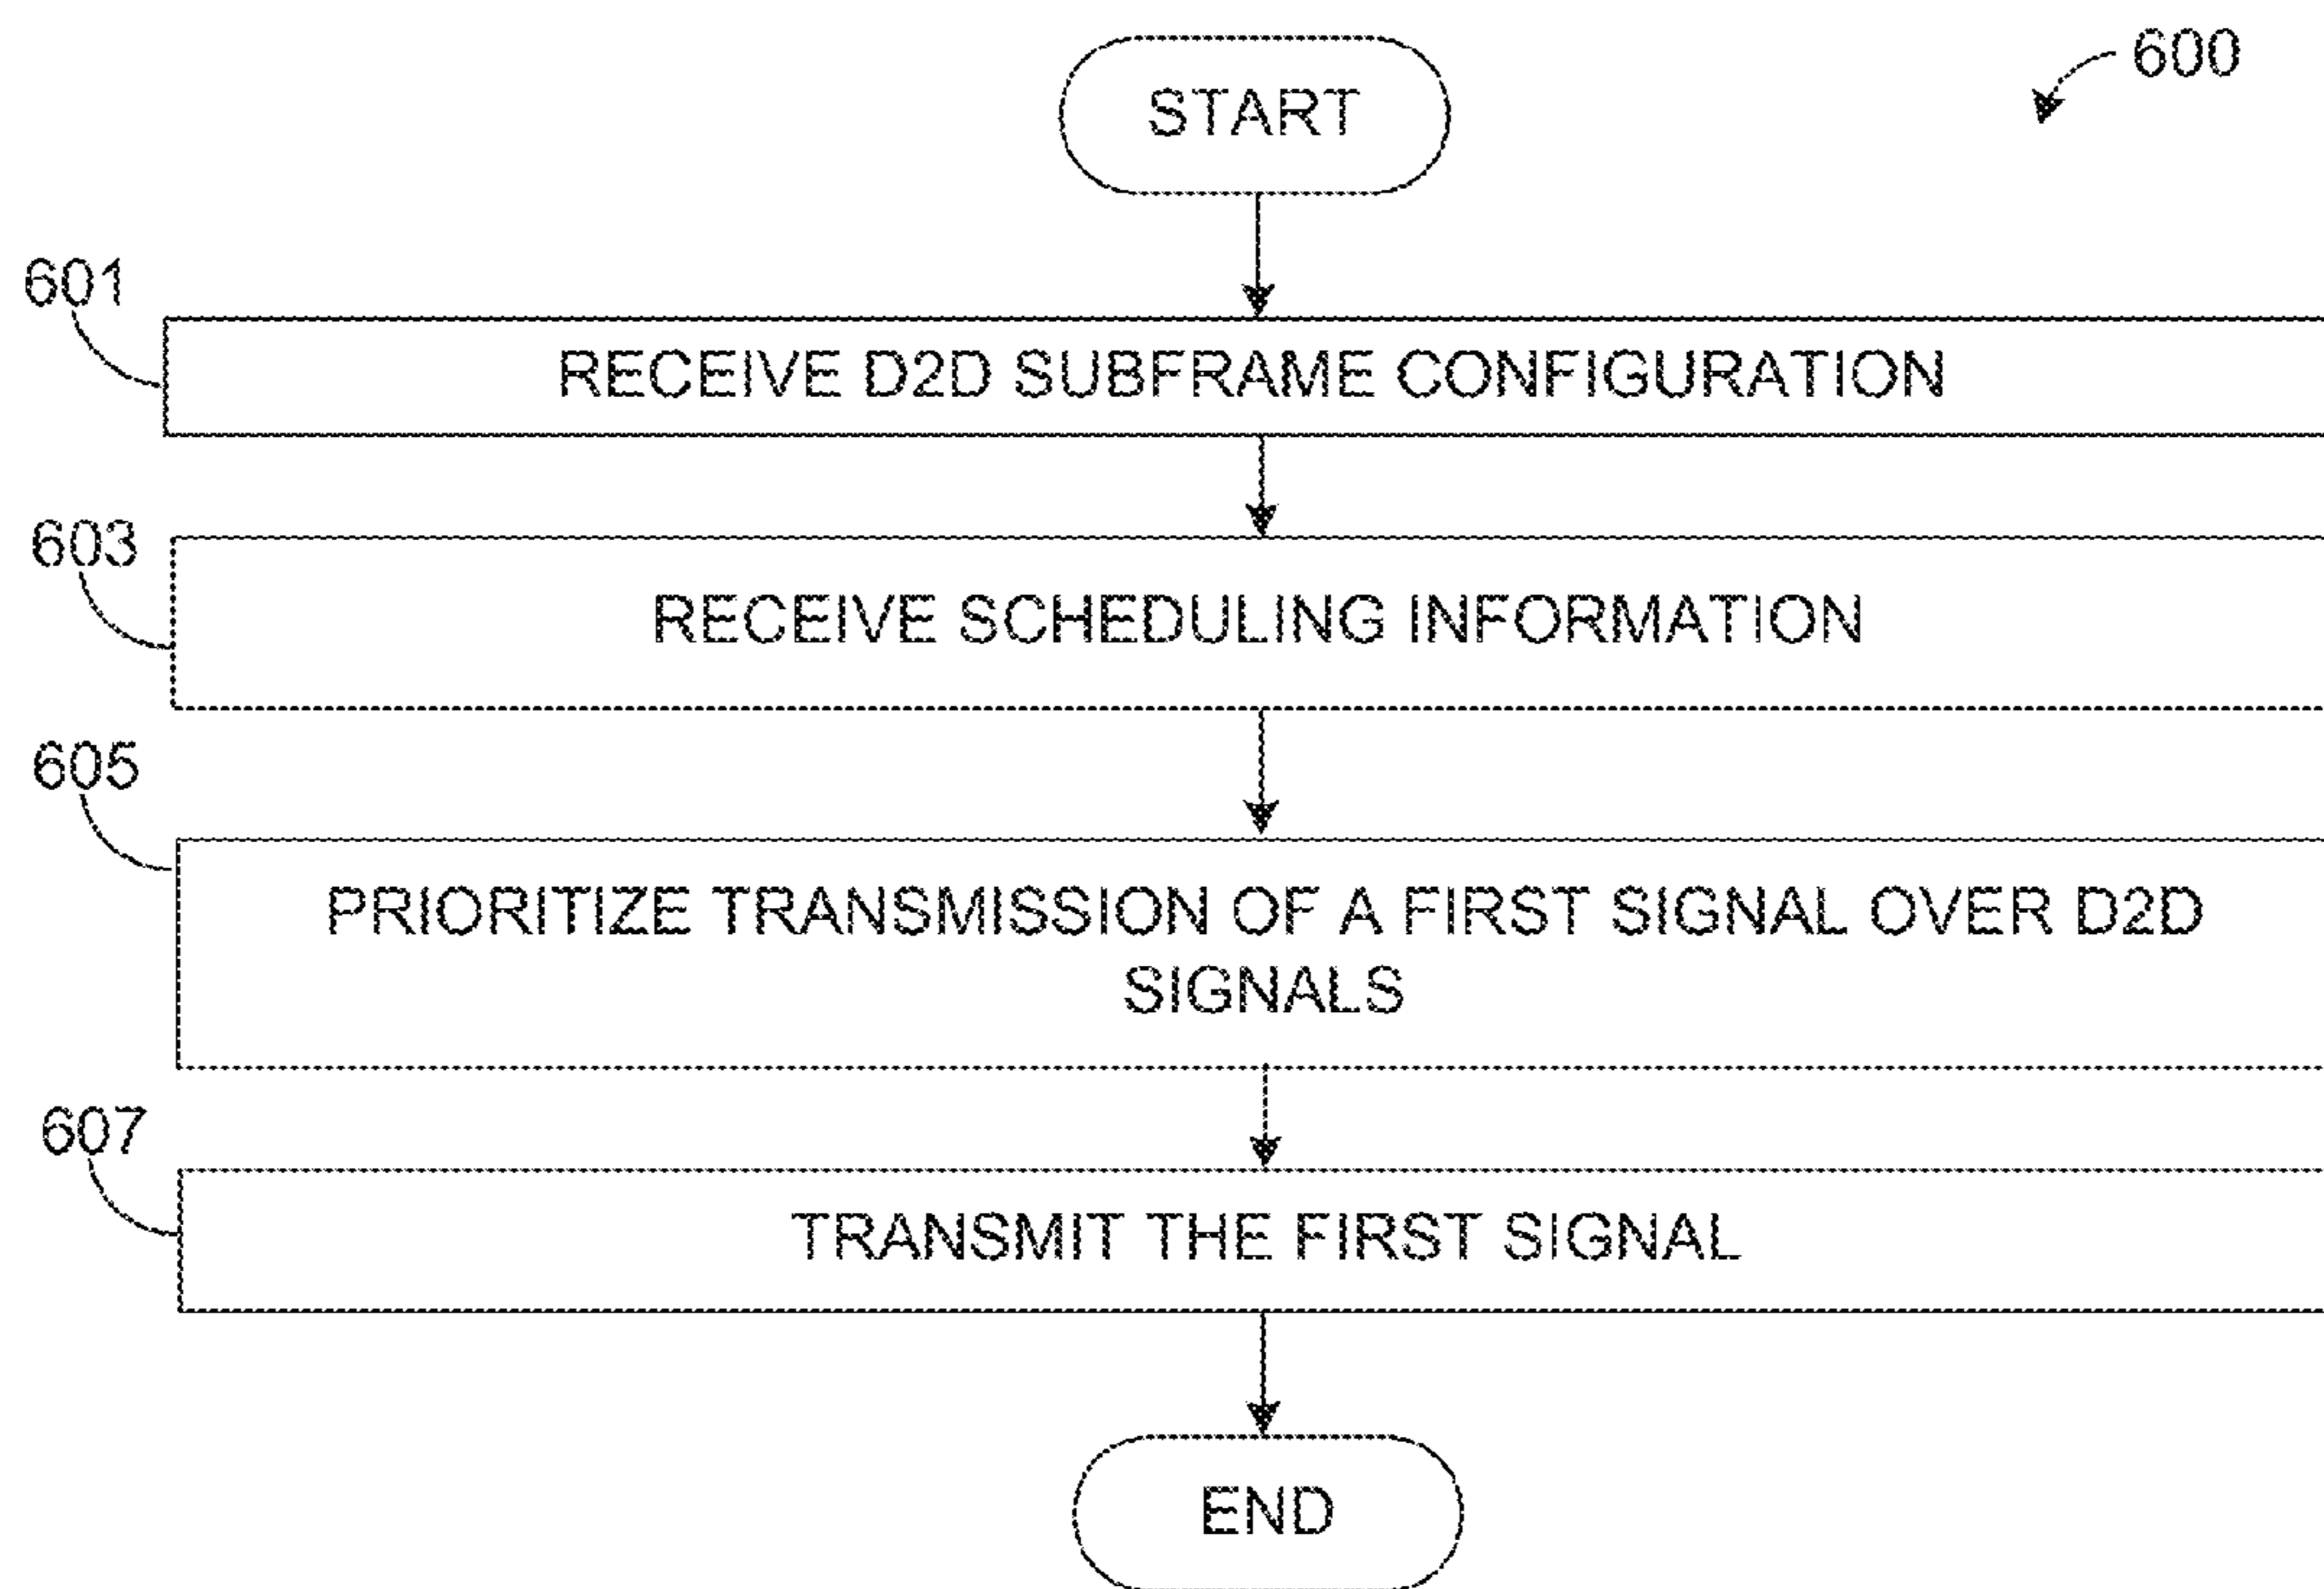 600
START
601
RECEIVE D2D SUBFRAME CONFIGURATION
603
RECEIVE SCHEDULING INFORMATION
605
PRIORITIZE TRANSMISSION OF A FIRST SIGNAL OVER D2D
SIGNALS
607
TRANSMIT THE FIRST SIGNAL
END